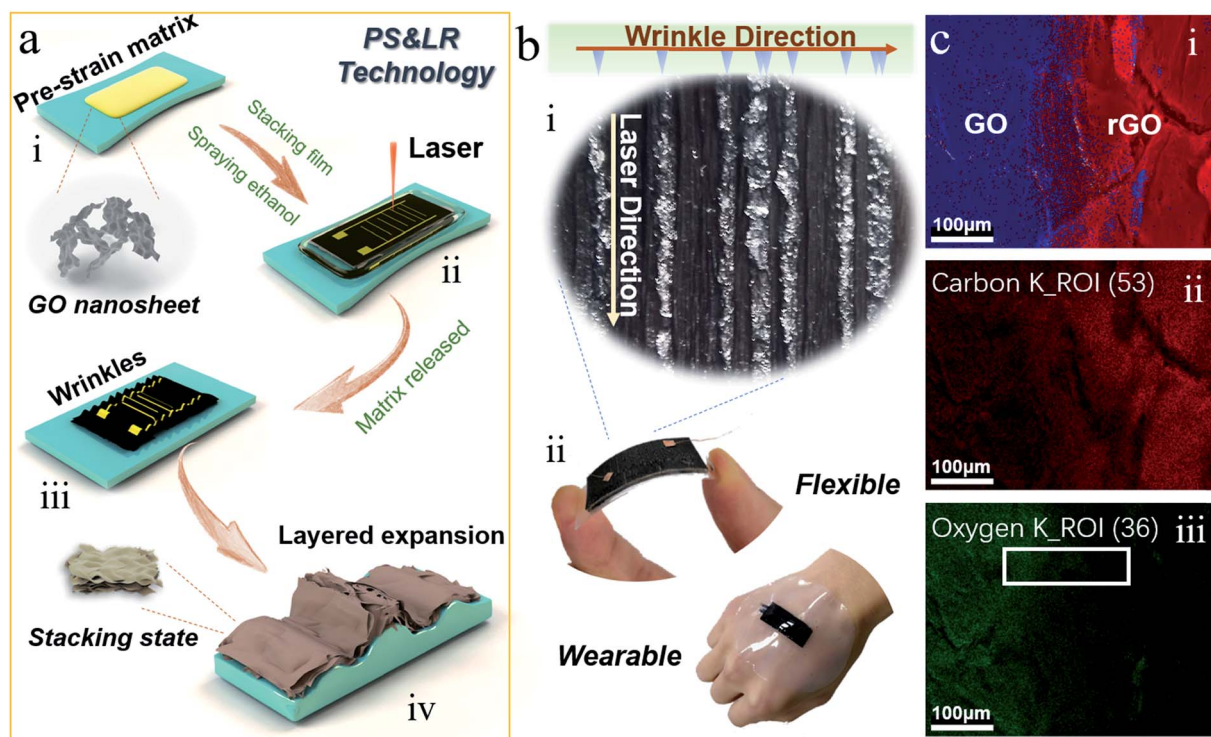 a
PS&LR
Technology
Pre-strain matrix
i
Stacking film
Spraying ethanol
Laser
GO nanosheet
ii
Matrix released
Wrinkles
iii
Layered expansion
Stacking state
iv
b
Wrinkle Direction
i
Laser Direction
ii
Flexible
Wearable
c
i
GO
rGO
100μm
Carbon K_ROI (53)
ii
100μm
Oxygen K_ROI (36)
iii
100μm